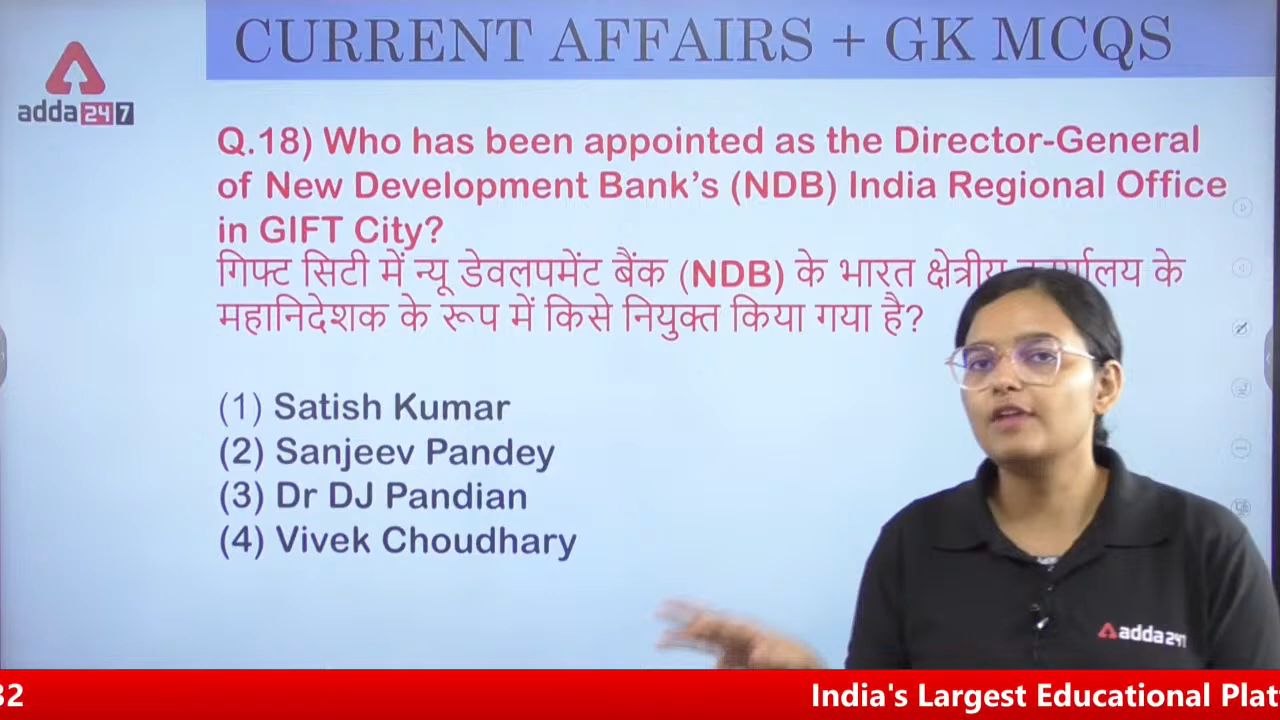 CURRENT AFFAIRS + GK MCQS
adda247
Q.18) Who has been appointed as the Director-General
of New Development Bank’s (NDB) India Regional Office
in GIFT City?
गिफ्ट सिटी में न्यू डेवलपमेंट बैंक (NDB) के भारत क्षेत्रीय कार्यालय के
महानिदेशक के रूप में किसे नियुक्त किया गया है?
(1) Satish Kumar
(2) Sanjeev Pandey
(3) Dr DJ Pandian
(4) Vivek Choudhary
adda247
32
India's Largest Educational Plat